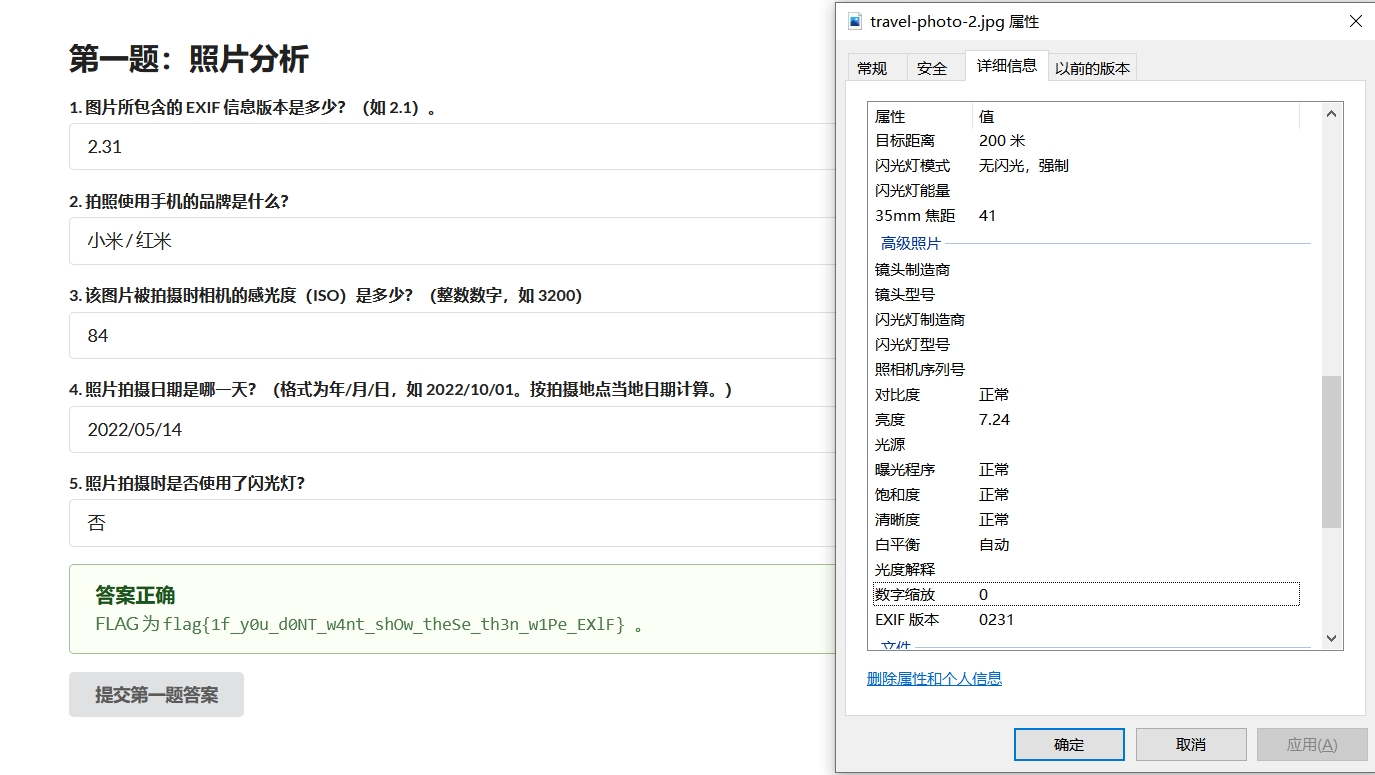 第一题：照片分析
1. 图片所包含的 EXIF 信息版本是多少？（如 2.1）。
2.31
2. 拍照使用手机的品牌是什么？
小米 / 红米
3. 该图片被拍摄时相机的感光度（ISO）是多少？（整数数字，如 3200）
84
4. 照片拍摄日期是哪一天？（格式为年/月/日，如 2022/10/01。按拍摄地点当地日期计算。）
2022/05/14
5. 照片拍摄时是否使用了闪光灯？
否
答案正确
FLAG 为 flag{1f_y0u_d0NT_w4nt_shOw_theSe_th3n_w1Pe_EXlF} 。
提交第一题答案
travel-photo-2.jpg 属性
常规 安全 详细信息 以前的版本
属性 值
目标距离 200 米
闪光灯模式 无闪光，强制
闪光灯能量
35mm 焦距 41
高级照片
镜头制造商
镜头型号
闪光灯制造商
闪光灯型号
照相机序列号
对比度 正常
亮度 7.24
光源
曝光程序 正常
饱和度 正常
清晰度 正常
白平衡 自动
光度解释
数字缩放 0
EXIF 版本 0231
文件
删除属性和个人信息
确定 取消 应用(A)